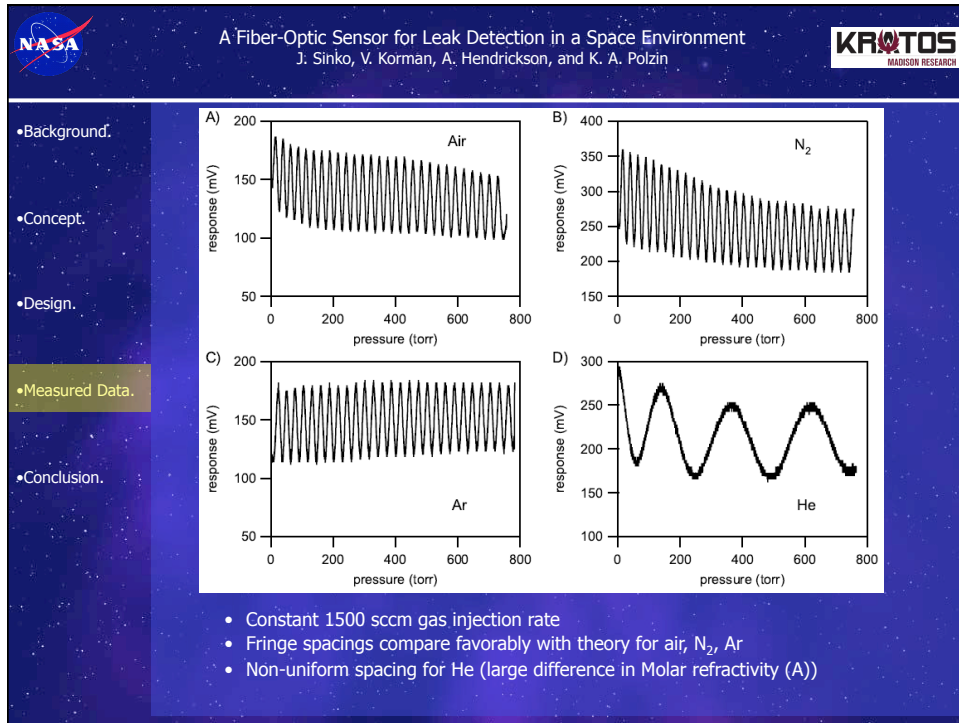 NASA
A Fiber-Optic Sensor for Leak Detection in a Space Environment
J. Sinko, V. Korman, A. Hendrickson, and K. A. Polzin
KRATOS
MADISON RESEARCH
•Background.
•Concept.
•Design.
•Measured Data.
•Conclusion.
A)
Air
response (mV)
200
150
100
50
0
200
400
600
800
pressure (torr)
B)
N₂
response (mV)
400
350
300
250
200
150
0
200
400
600
800
pressure (torr)
C)
Ar
response (mV)
200
150
100
50
0
200
400
600
800
pressure (torr)
D)
He
response (mV)
300
250
200
150
100
0
200
400
600
800
pressure (torr)
• Constant 1500 sccm gas injection rate
• Fringe spacings compare favorably with theory for air, N₂, Ar
• Non-uniform spacing for He (large difference in Molar refractivity (A))